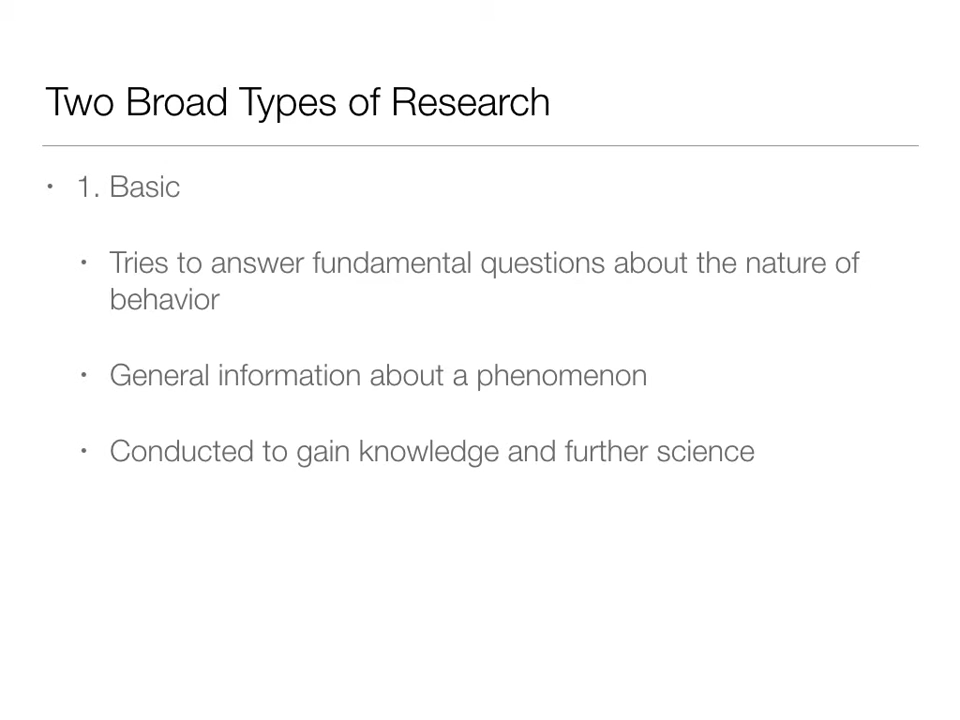 Two Broad Types of Research
• 1. Basic
• Tries to answer fundamental questions about the nature of
behavior
• General information about a phenomenon
• Conducted to gain knowledge and further science